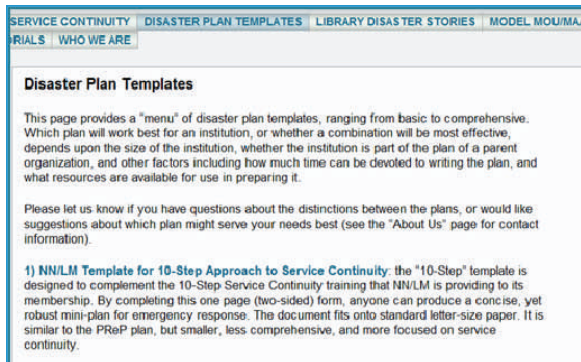 SERVICE CONTINUITY DISASTER PLAN TEMPLATES LIBRARY DISASTER STORIES MODEL MOU/MA
RIALS WHO WE ARE
Disaster Plan Templates
This page provides a "menu" of disaster plan templates, ranging from basic to comprehensive.
Which plan will work best for an institution, or whether a combination will be most effective,
depends upon the size of the institution, whether the institution is part of the plan of a parent
organization, and other factors including how much time can be devoted to writing the plan, and
what resources are available for use in preparing it.
Please let us know if you have questions about the distinctions between the plans, or would like
suggestions about which plan might serve your needs best (see the "About Us" page for contact
information).
1) NN/LM Template for 10-Step Approach to Service Continuity: the "10-Step" template is
designed to complement the 10-Step Service Continuity training that NN/LM is providing to its
membership. By completing this one page (two-sided) form, anyone can produce a concise, yet
robust mini-plan for emergency response. The document fits onto standard letter-size paper. It is
similar to the PReP plan, but smaller, less comprehensive, and more focused on service
continuity.